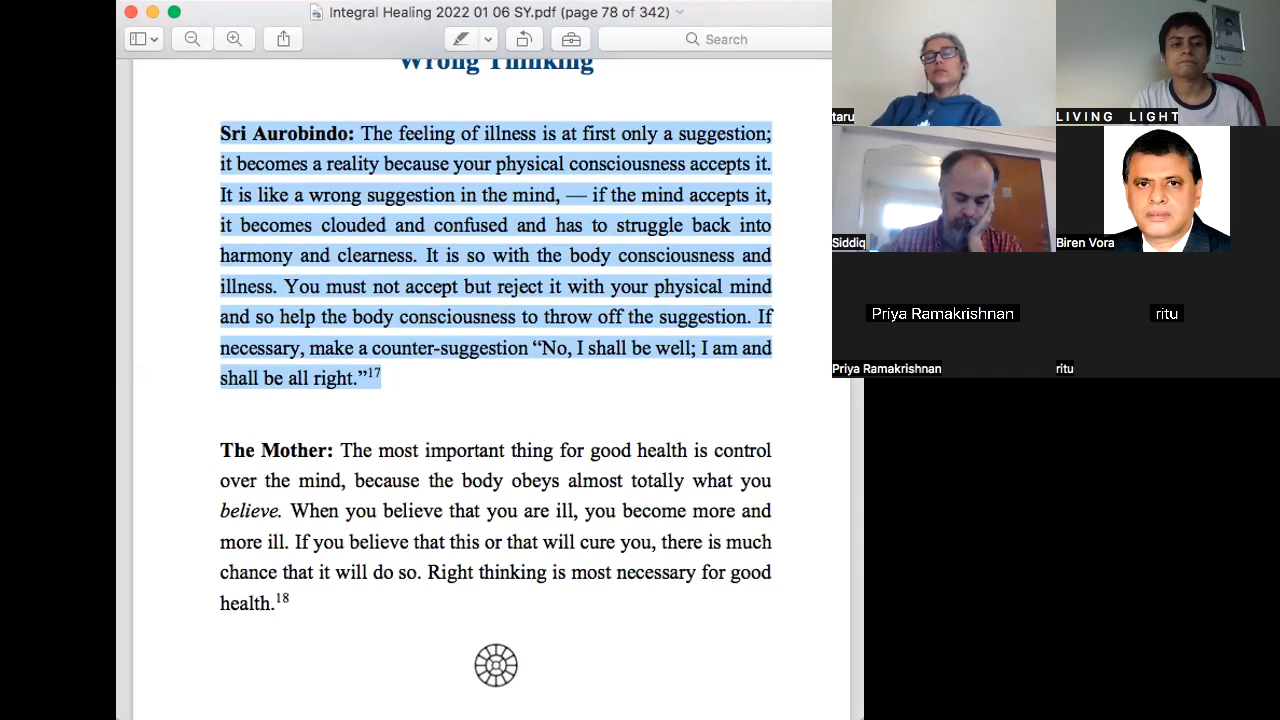 Integral Healing 2022 01 06 SY.pdf (page 78 of 342)
Search
Wrong Thinking
Sri Aurobindo: The feeling of illness is at first only a suggestion;
it becomes a reality because your physical consciousness accepts it.
It is like a wrong suggestion in the mind, — if the mind accepts it,
it becomes clouded and confused and has to struggle back into
harmony and clearness. It is so with the body consciousness and
illness. You must not accept but reject it with your physical mind
and so help the body consciousness to throw off the suggestion. If
necessary, make a counter-suggestion “No, I shall be well; I am and
shall be all right.”17
The Mother: The most important thing for good health is control
over the mind, because the body obeys almost totally what you
believe. When you believe that you are ill, you become more and
more ill. If you believe that this or that will cure you, there is much
chance that it will do so. Right thinking is most necessary for good
health.18
taru
LIVING LIGHT
Siddiq
Biren Vora
Priya Ramakrishnan
ritu
Priya Ramakrishnan
ritu